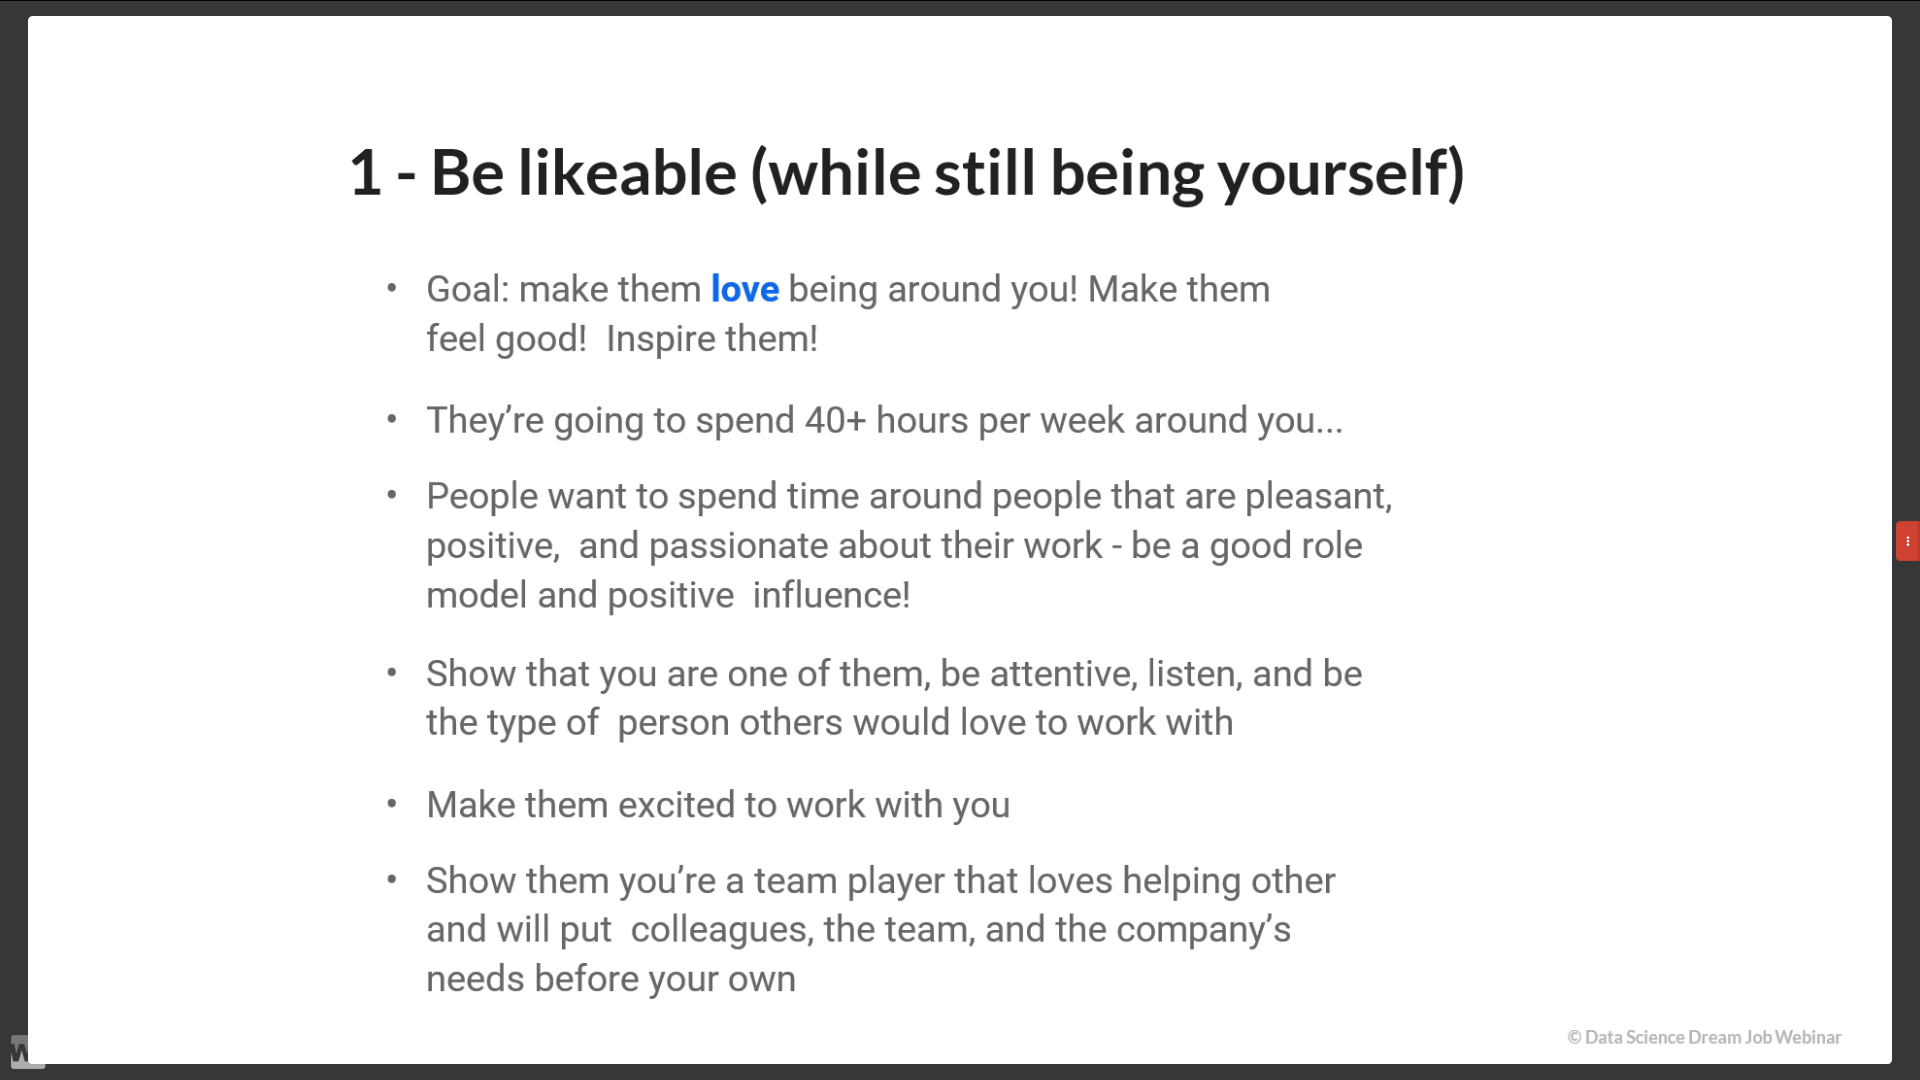 1 - Be likeable (while still being yourself)
• Goal: make them love being around you! Make them
feel good!  Inspire them!
• They’re going to spend 40+ hours per week around you...
• People want to spend time around people that are pleasant,
positive,  and passionate about their work - be a good role
model and positive  influence!
• Show that you are one of them, be attentive, listen, and be
the type of  person others would love to work with
• Make them excited to work with you
• Show them you’re a team player that loves helping other
and will put  colleagues, the team, and the company’s
needs before your own
© Data Science Dream Job Webinar
W